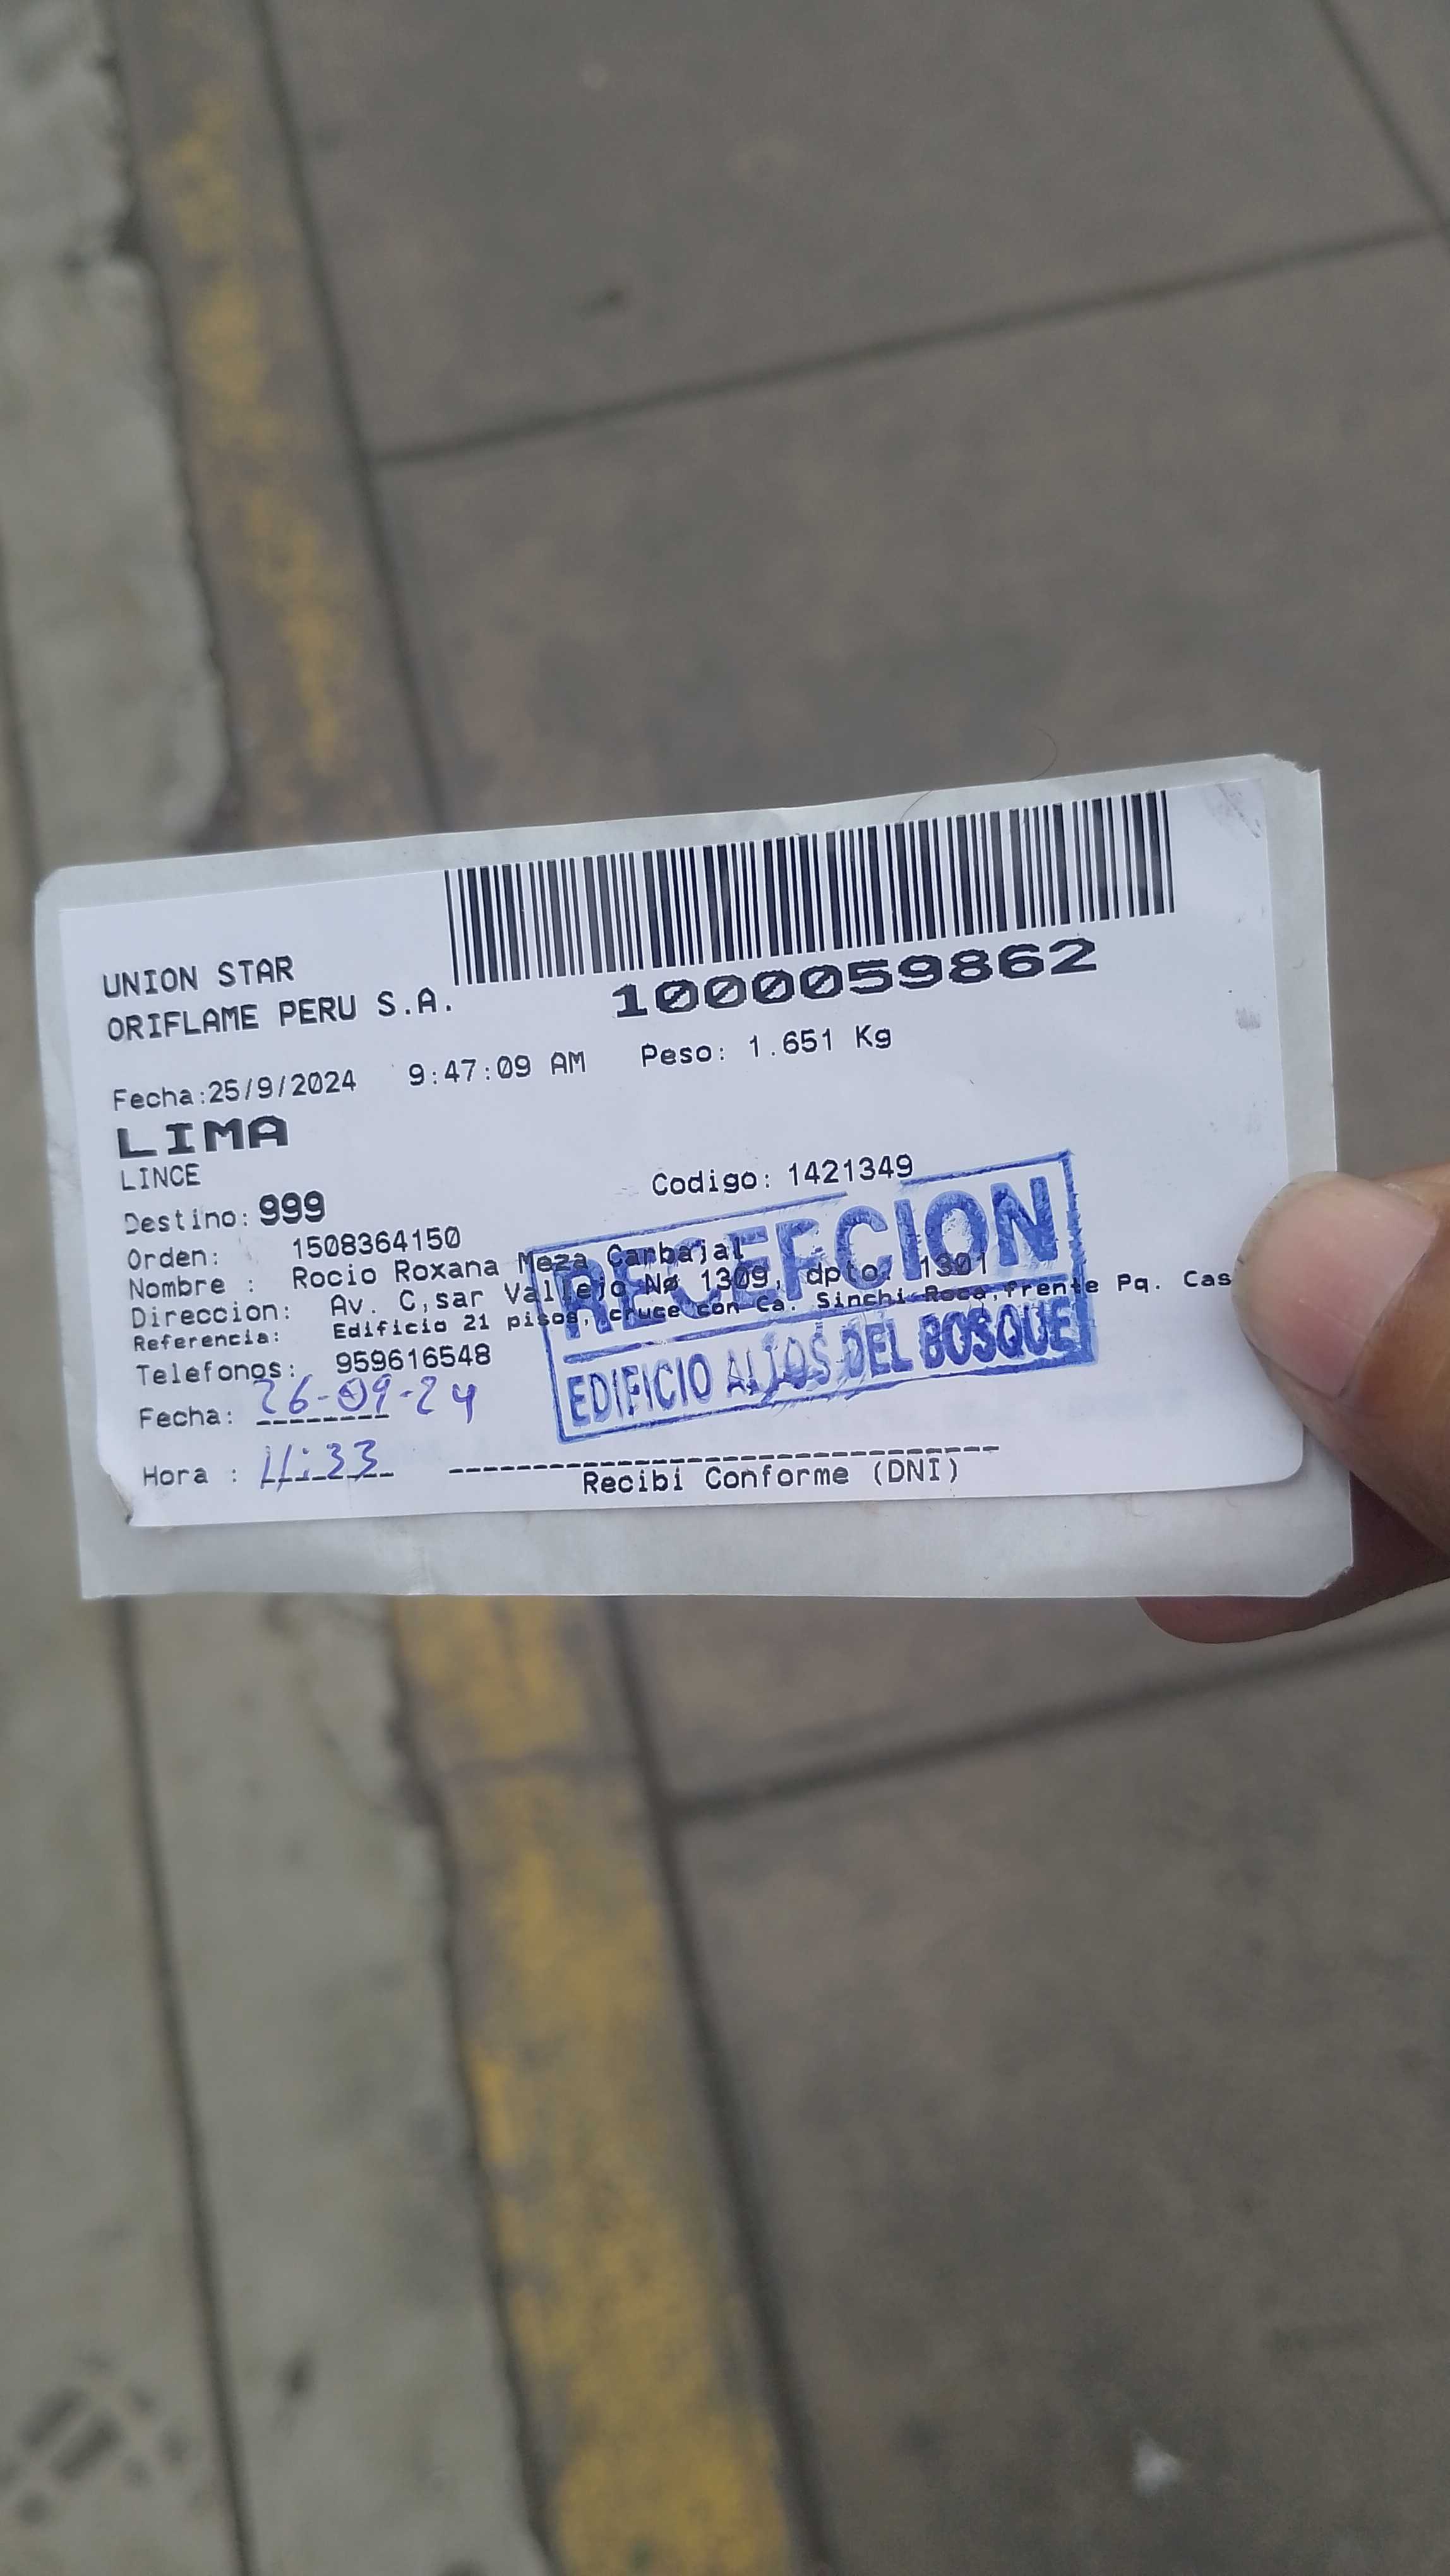 UNION STAR
ORIFLAME PERU S.A.
1000059862
Fecha:25/9/2024 9:47:09 AM Peso: 1.651 Kg
LIMA
LINCE
Codigo: 1421349
Destino: 999
Orden: 1508364150
Nombre : Rocio Roxana Meza Carbajal
Direccion: Av. C,sar Vallejo Nø 1309, dpto. 1301
Referencia: Edificio 21 pisos, cruce con Ca. Sinchi Roca,frente Pq. Cas
Telefonos: 959616548
RECEPCION
EDIFICIO ALTOS DEL BOSQUE
Fecha: 26-09-24
Hora : 11:33
Recibi Conforme (DNI)